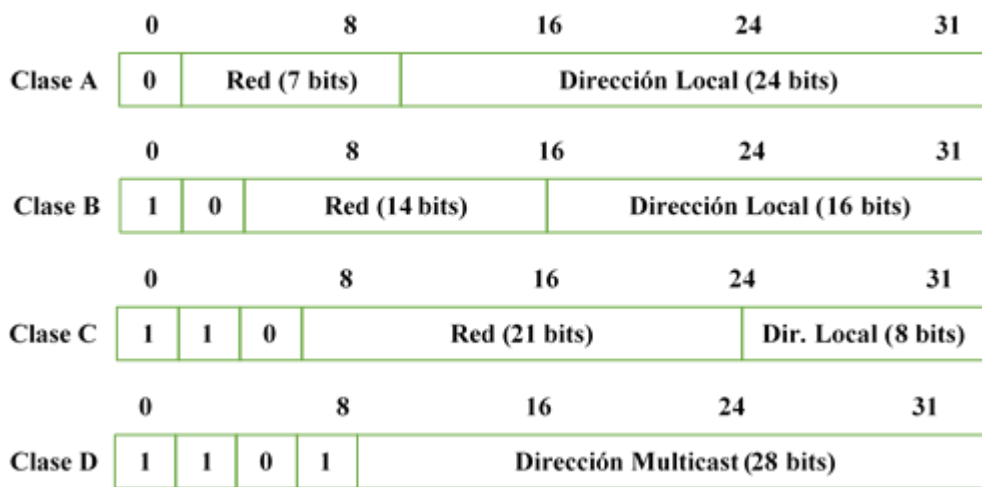 0 8 16 24 31
Clase A 0 Red (7 bits) Dirección Local (24 bits)
0 8 16 24 31
Clase B 1 0 Red (14 bits) Dirección Local (16 bits)
0 8 16 24 31
Clase C 1 1 0 Red (21 bits) Dir. Local (8 bits)
0 8 16 24 31
Clase D 1 1 0 1 Dirección Multicast (28 bits)